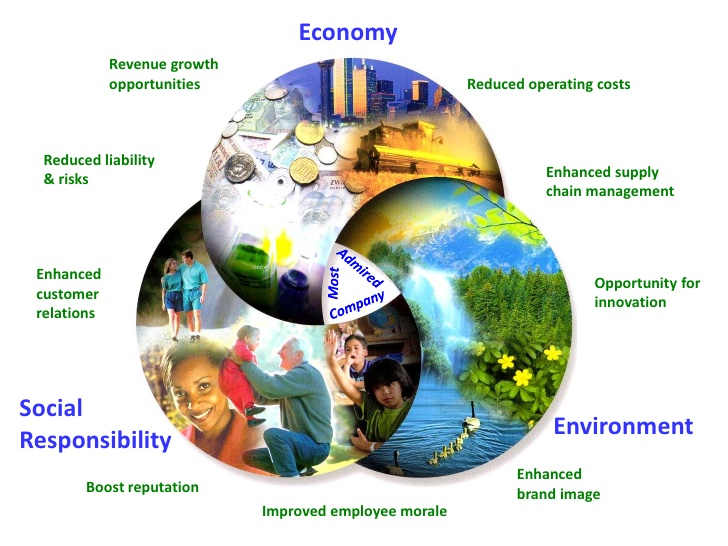 Economy
Revenue growth
opportunities
Reduced operating costs
Reduced liability
& risks
Enhanced supply
chain management
Enhanced
customer
relations
Opportunity for
innovation
Most
Admired
Company
Social
Responsibility
Environment
Boost reputation
Enhanced
brand image
Improved employee morale